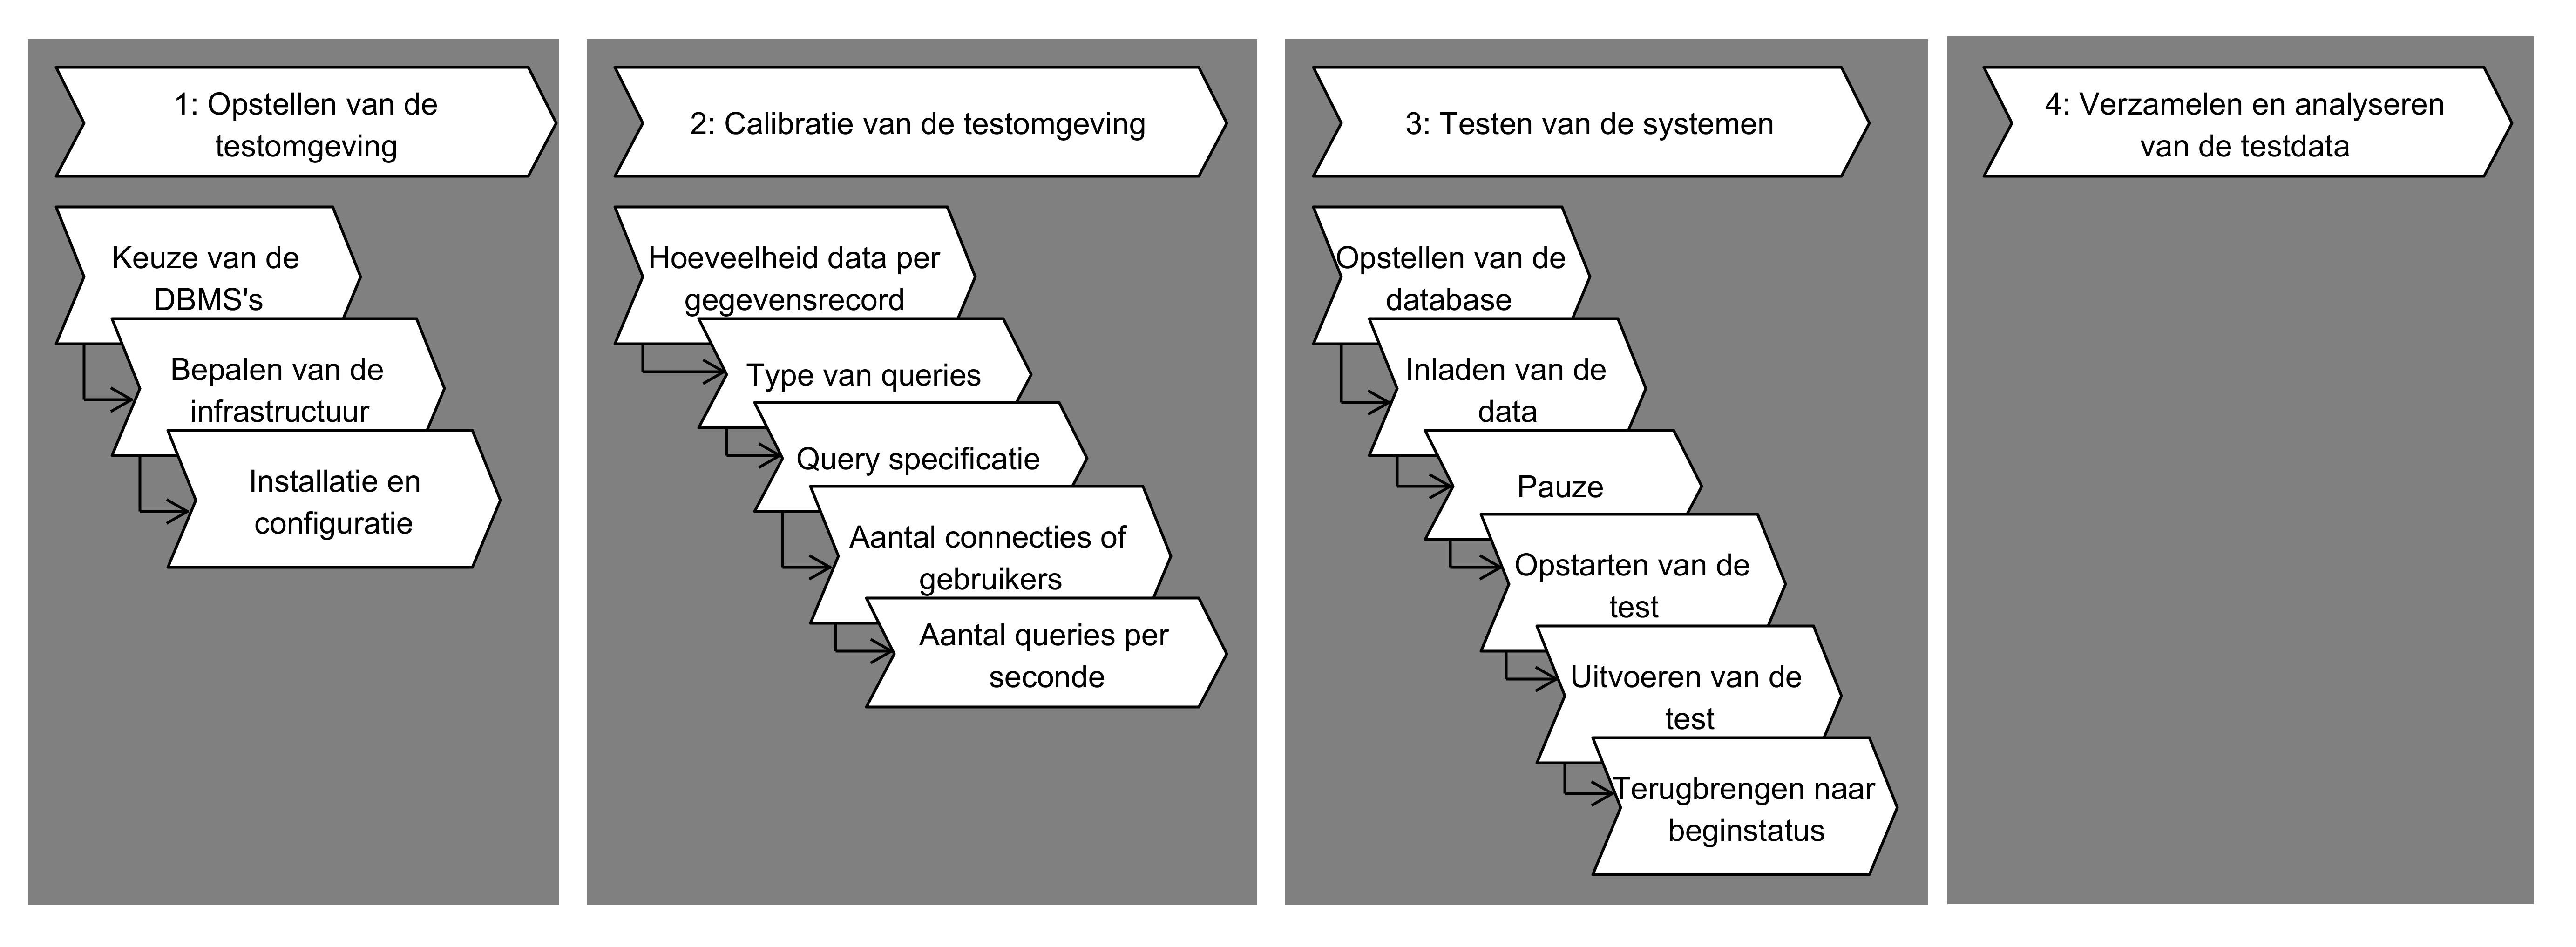 1: Opstellen van de
testomgeving
Keuze van de
DBMS's
Bepalen van de
infrastructuur
Installatie en
configuratie
2: Calibratie van de testomgeving
Hoeveelheid data per
gegevensrecord
Type van queries
Query specificatie
Aantal connecties of
gebruikers
Aantal queries per
seconde
3: Testen van de systemen
Opstellen van de
database
Inladen van de
data
Pauze
Opstarten van de
test
Uitvoeren van de
test
Terugbrengen naar
beginstatus
4: Verzamelen en analyseren
van de testdata